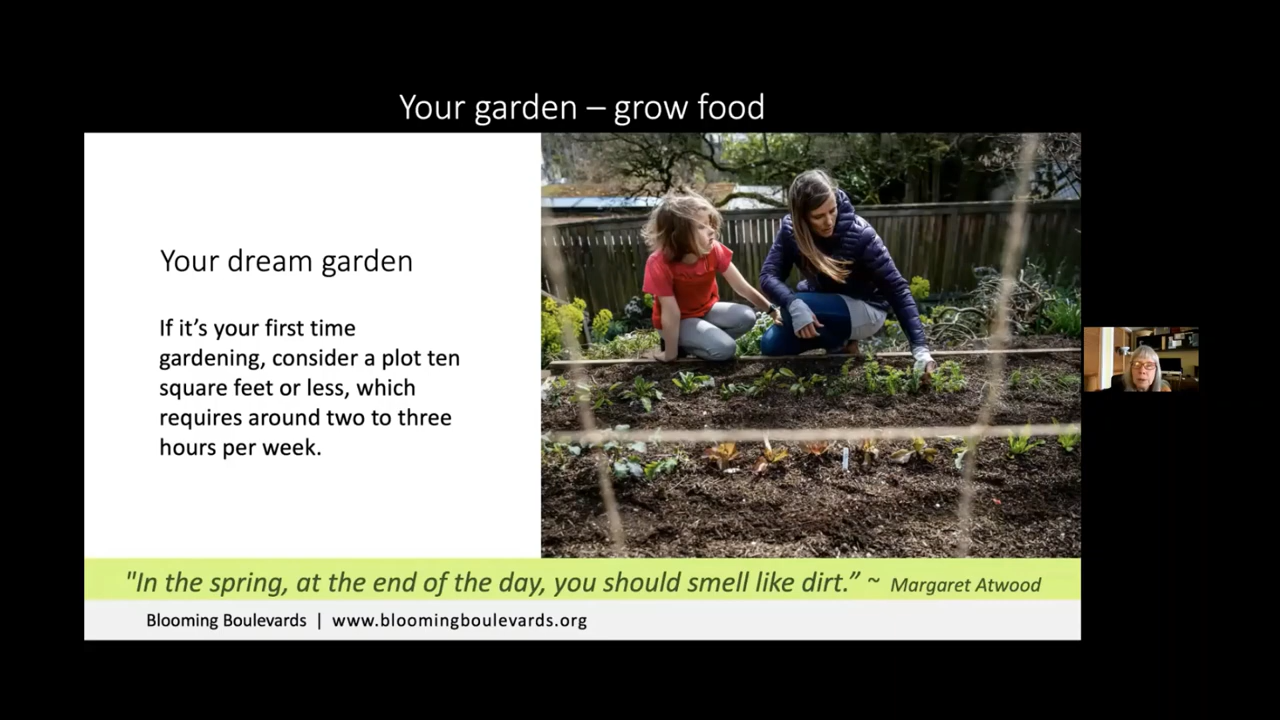 Your garden – grow food
Your dream garden
If it’s your first time
gardening, consider a plot ten
square feet or less, which
requires around two to three
hours per week.
"In the spring, at the end of the day, you should smell like dirt.” ~ Margaret Atwood
Blooming Boulevards | www.bloomingboulevards.org